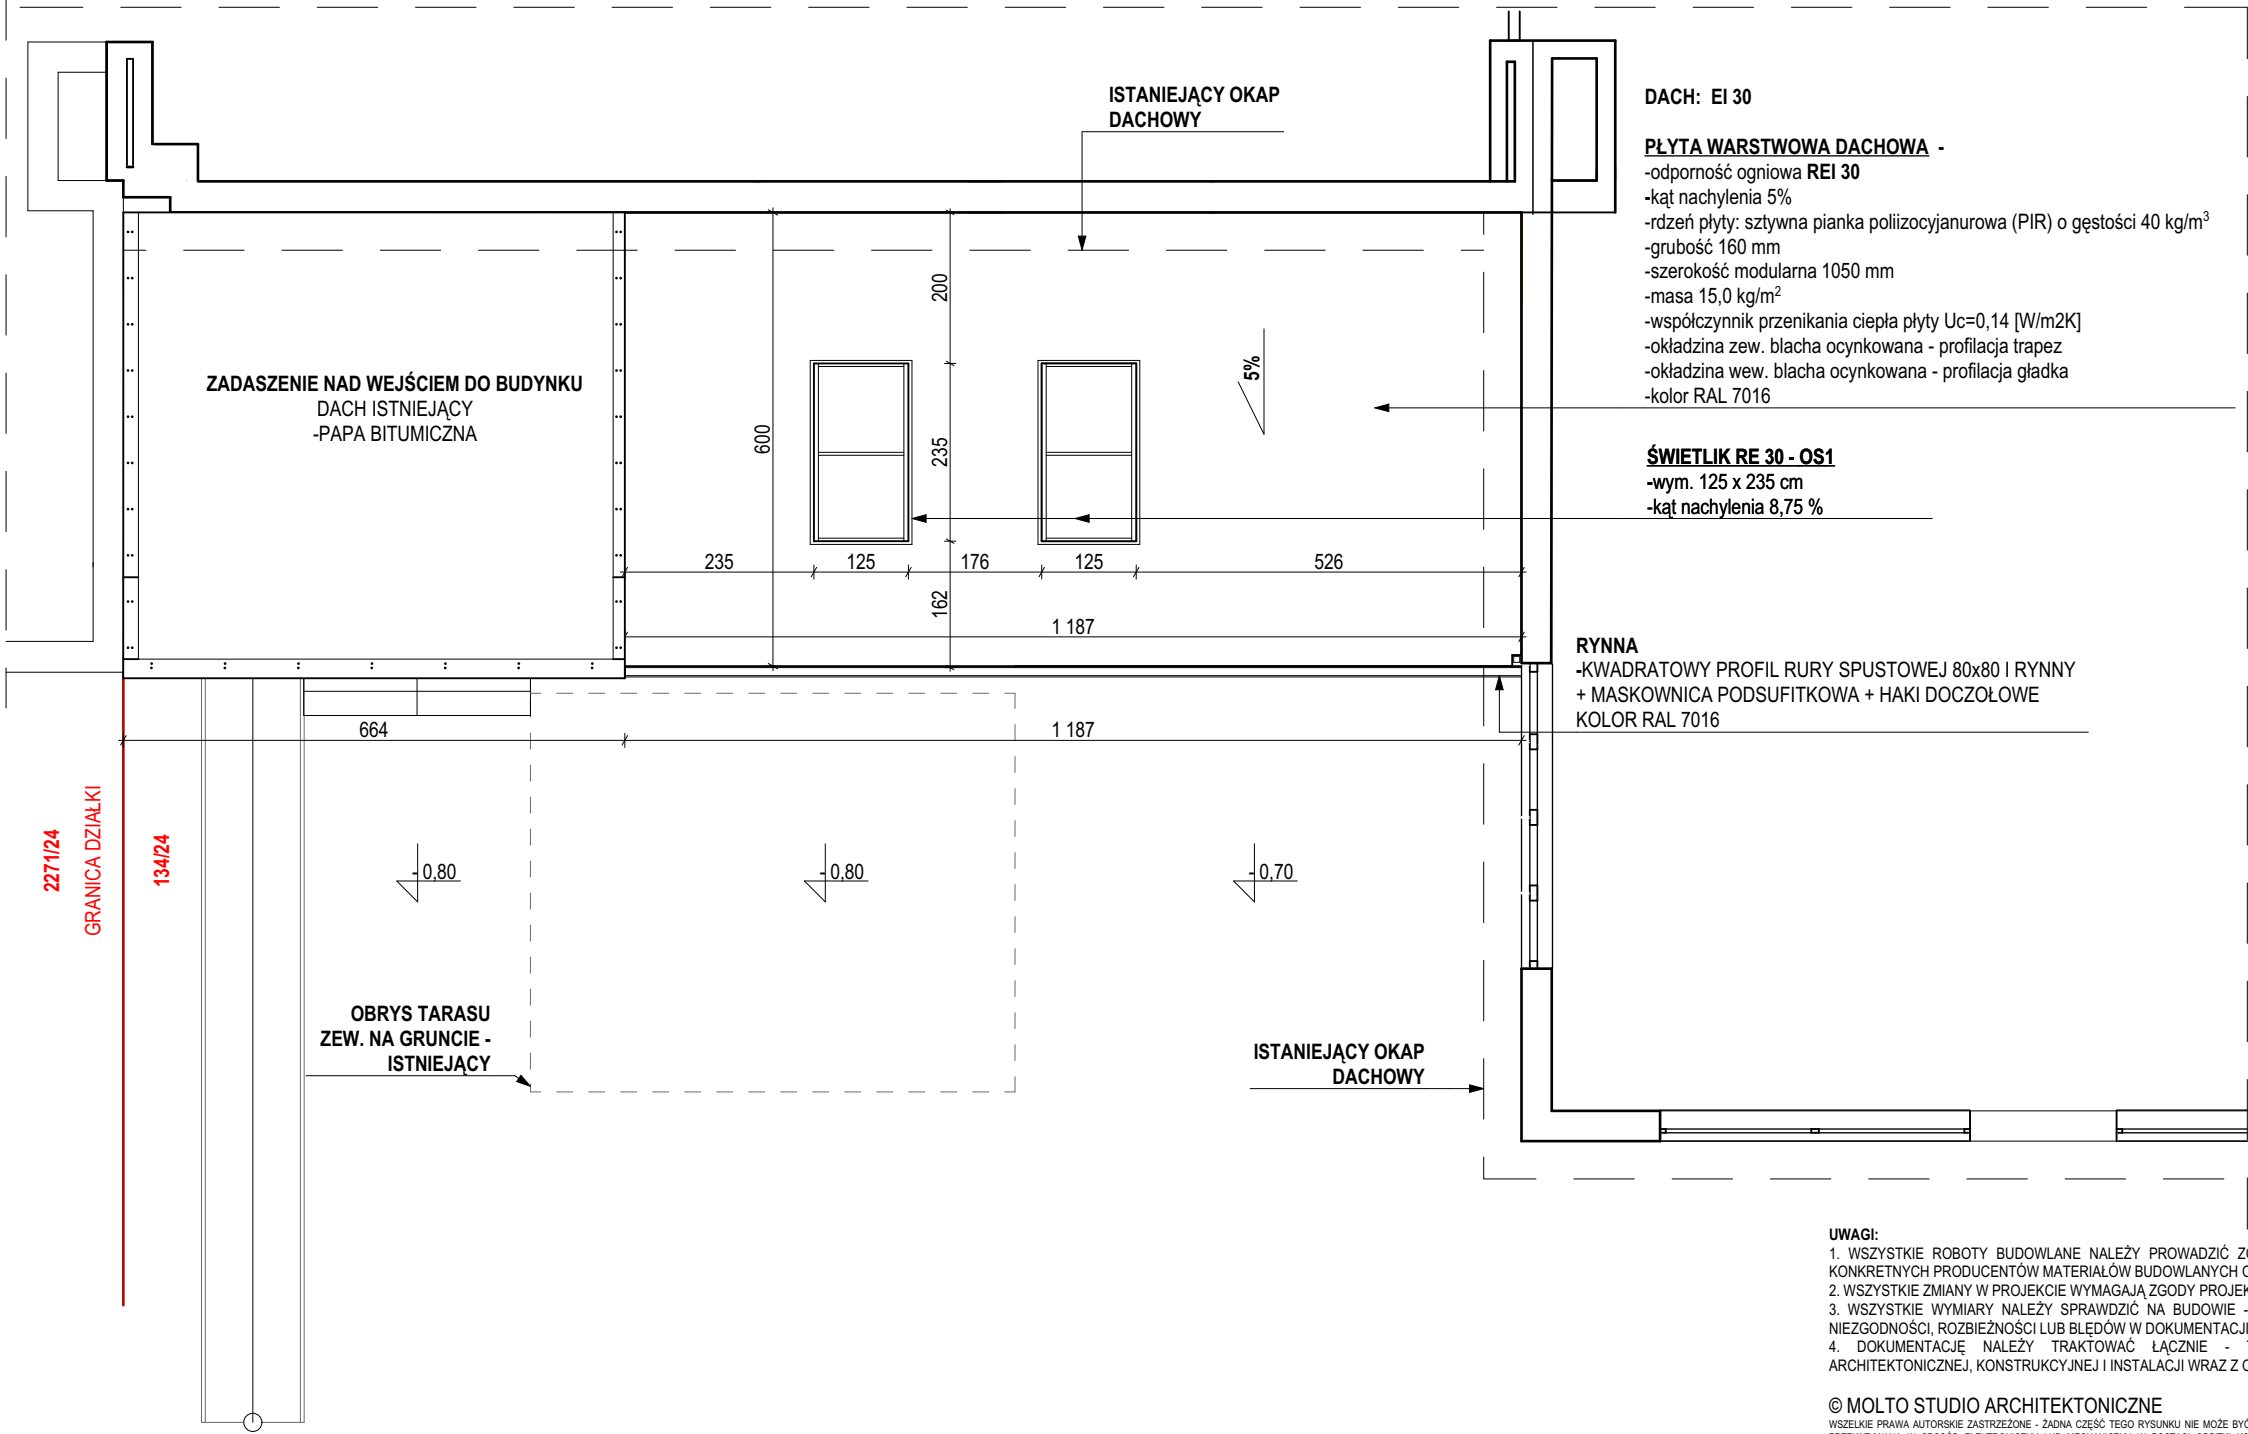 ISTANIEJĄCY OKAP
DACHOWY
DACH: EI 30
PŁYTA WARSTWOWA DACHOWA -
-odporność ogniowa REI 30
-kąt nachylenia 5%
-rdzeń płyty: sztywna pianka poliizocyjanurowa (PIR) o gęstości 40 kg/m³
-grubość 160 mm
-szerokość modularna 1050 mm
-masa 15,0 kg/m²
-współczynnik przenikania ciepła płyty Uc=0,14 [W/m2K]
-okładzina zew. blacha ocynkowana - profilacja trapez
-okładzina wew. blacha ocynkowana - profilacja gładka
-kolor RAL 7016
ZADASZENIE NAD WEJŚCIEM DO BUDYNKU
DACH ISTNIEJĄCY
-PAPA BITUMICZNA
600
200
235
162
5%
ŚWIETLIK RE 30 - OS1
-wym. 125 x 235 cm
-kąt nachylenia 8,75 %
235
125
176
125
526
1 187
RYNNA
-KWADRATOWY PROFIL RURY SPUSTOWEJ 80x80 I RYNNY
+ MASKOWNICA PODSUFITKOWA + HAKI DOCZOŁOWE
KOLOR RAL 7016
664
1 187
2271/24
GRANICA DZIAŁKI
134/24
- 0,80
- 0,80
- 0,70
OBRYS TARASU
ZEW. NA GRUNCIE -
ISTNIEJĄCY
ISTANIEJĄCY OKAP
DACHOWY
UWAGI:
1. WSZYSTKIE ROBOTY BUDOWLANE NALEŻY PROWADZIĆ
KONKRETNYCH PRODUCENTÓW MATERIAŁÓW BUDOWLANYCH
2. WSZYSTKIE ZMIANY W PROJEKCIE WYMAGAJĄ ZGODY
3. WSZYSTKIE WYMIARY NALEŻY SPRAWDZIĆ NA BUDOWIE -
NIEZGODNOŚCI, ROZBIEŻNOŚCI LUB BŁĘDÓW W DOKUMENTACJI
4. DOKUMENTACJĘ NALEŻY TRAKTOWAĆ ŁĄCZNIE -
ARCHITEKTONICZNEJ, KONSTRUKCYJNEJ I INSTALACJI WRAZ Z
© MOLTO STUDIO ARCHITEKTONICZNE
WSZELKIE PRAWA AUTORSKIE ZASTRZEŻONE - ŻADNA CZĘŚĆ TEGO RYSUNKU NIE MOŻE BYĆ